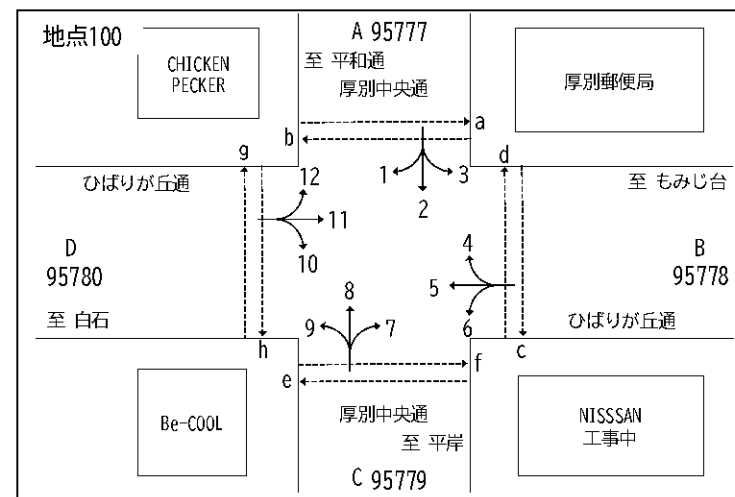 地点100
CHICKEN
PECKER
A 95777
至 平和通
厚別中央通
厚別郵便局
a
b
g
d
ひばりが丘通
12
1
3
2
至 もみじ台
11
4
D
95780
10
5
B
95778
8
至 白石
9
7
6
ひばりが丘通
h
f
c
e
Be-COOL
厚別中央通
至 平岸
C 95779
NISSSAN
工事中